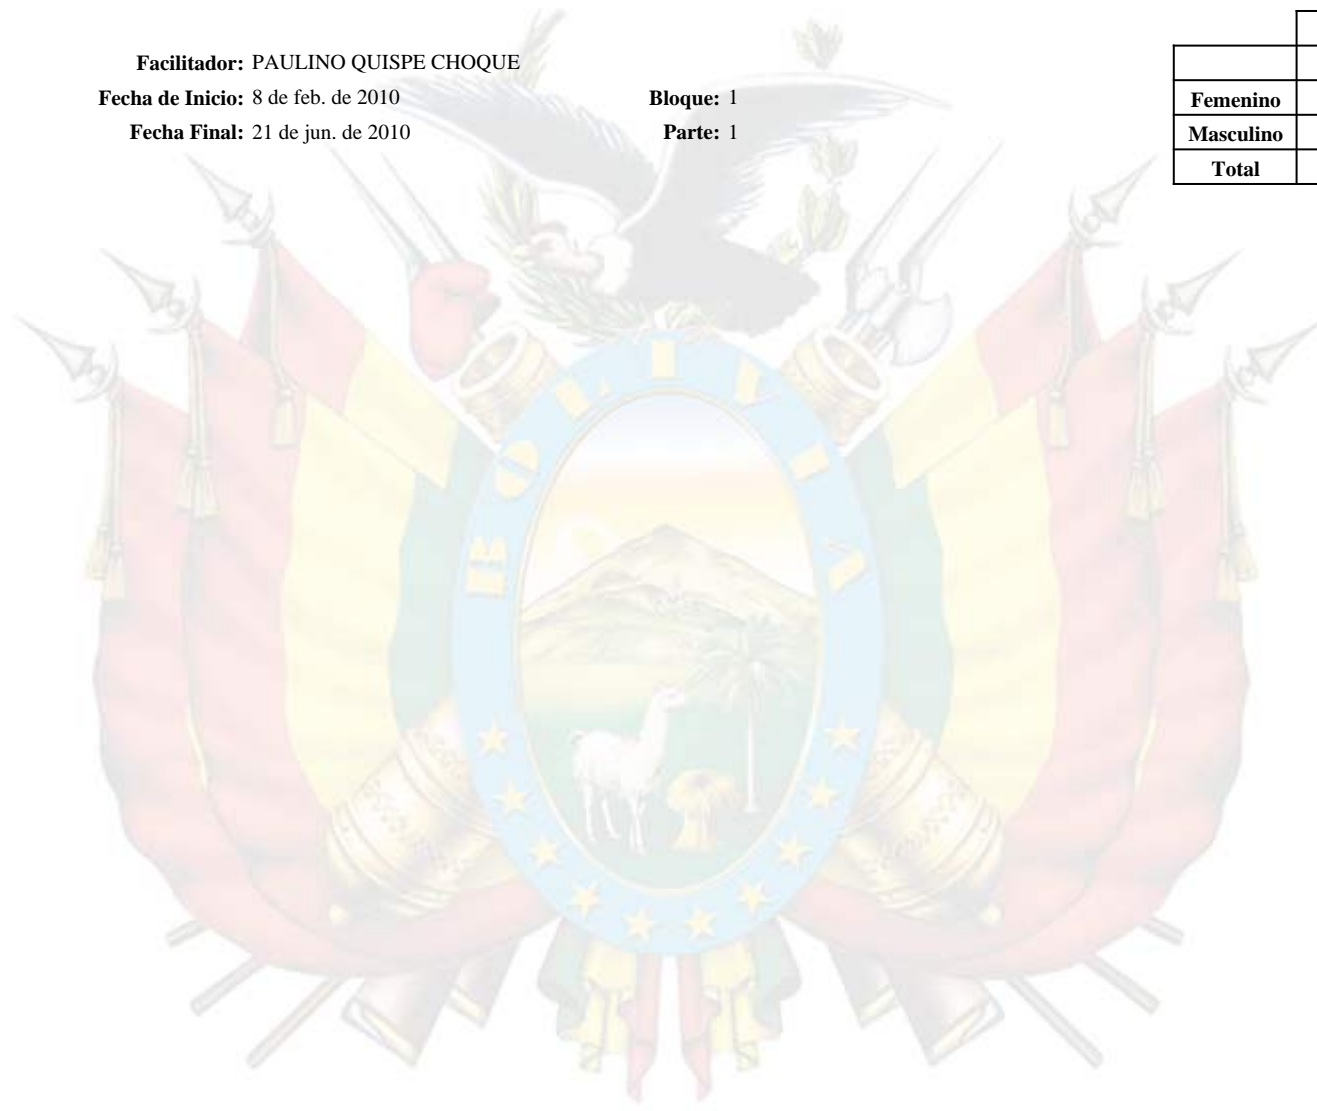 Facilitador: PAULINO QUISPE CHOQUE
Fecha de Inicio: 8 de feb. de 2010 Bloque: 1
Fecha Final: 21 de jun. de 2010 Parte: 1
Femenino
Masculino
Total
BOLIVIA